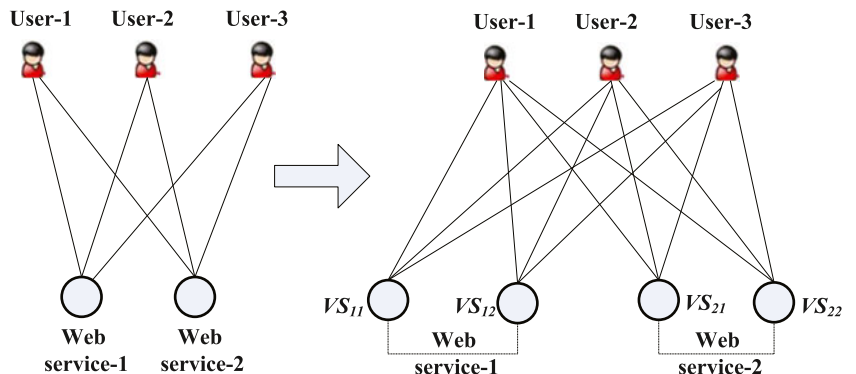 User-1 User-2 User-3
User-1 User-2 User-3
VS11 VS12 VS21 VS22
Web service-1
Web service-2
Web service-1
Web service-2